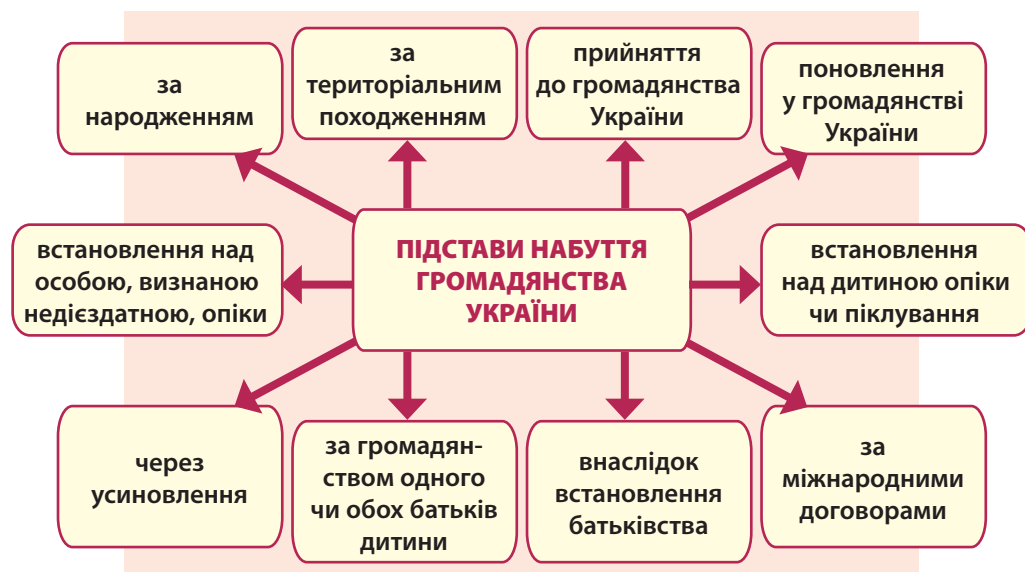 за
народженням
за
територіальним
походженням
прийняття
до громадянства
України
поновлення
у громадянстві
України
встановлення над
особою, визнаною
недієздатною, опіки
ПІДСТАВИ НАБУТТЯ
ГРОМАДЯНСТВА
УКРАЇНИ
встановлення
над дитиною опіки
чи піклування
через
усиновлення
за громадян-
ством одного
чи обох батьків
дитини
внаслідок
встановлення
батьківства
за
міжнародними
договорами